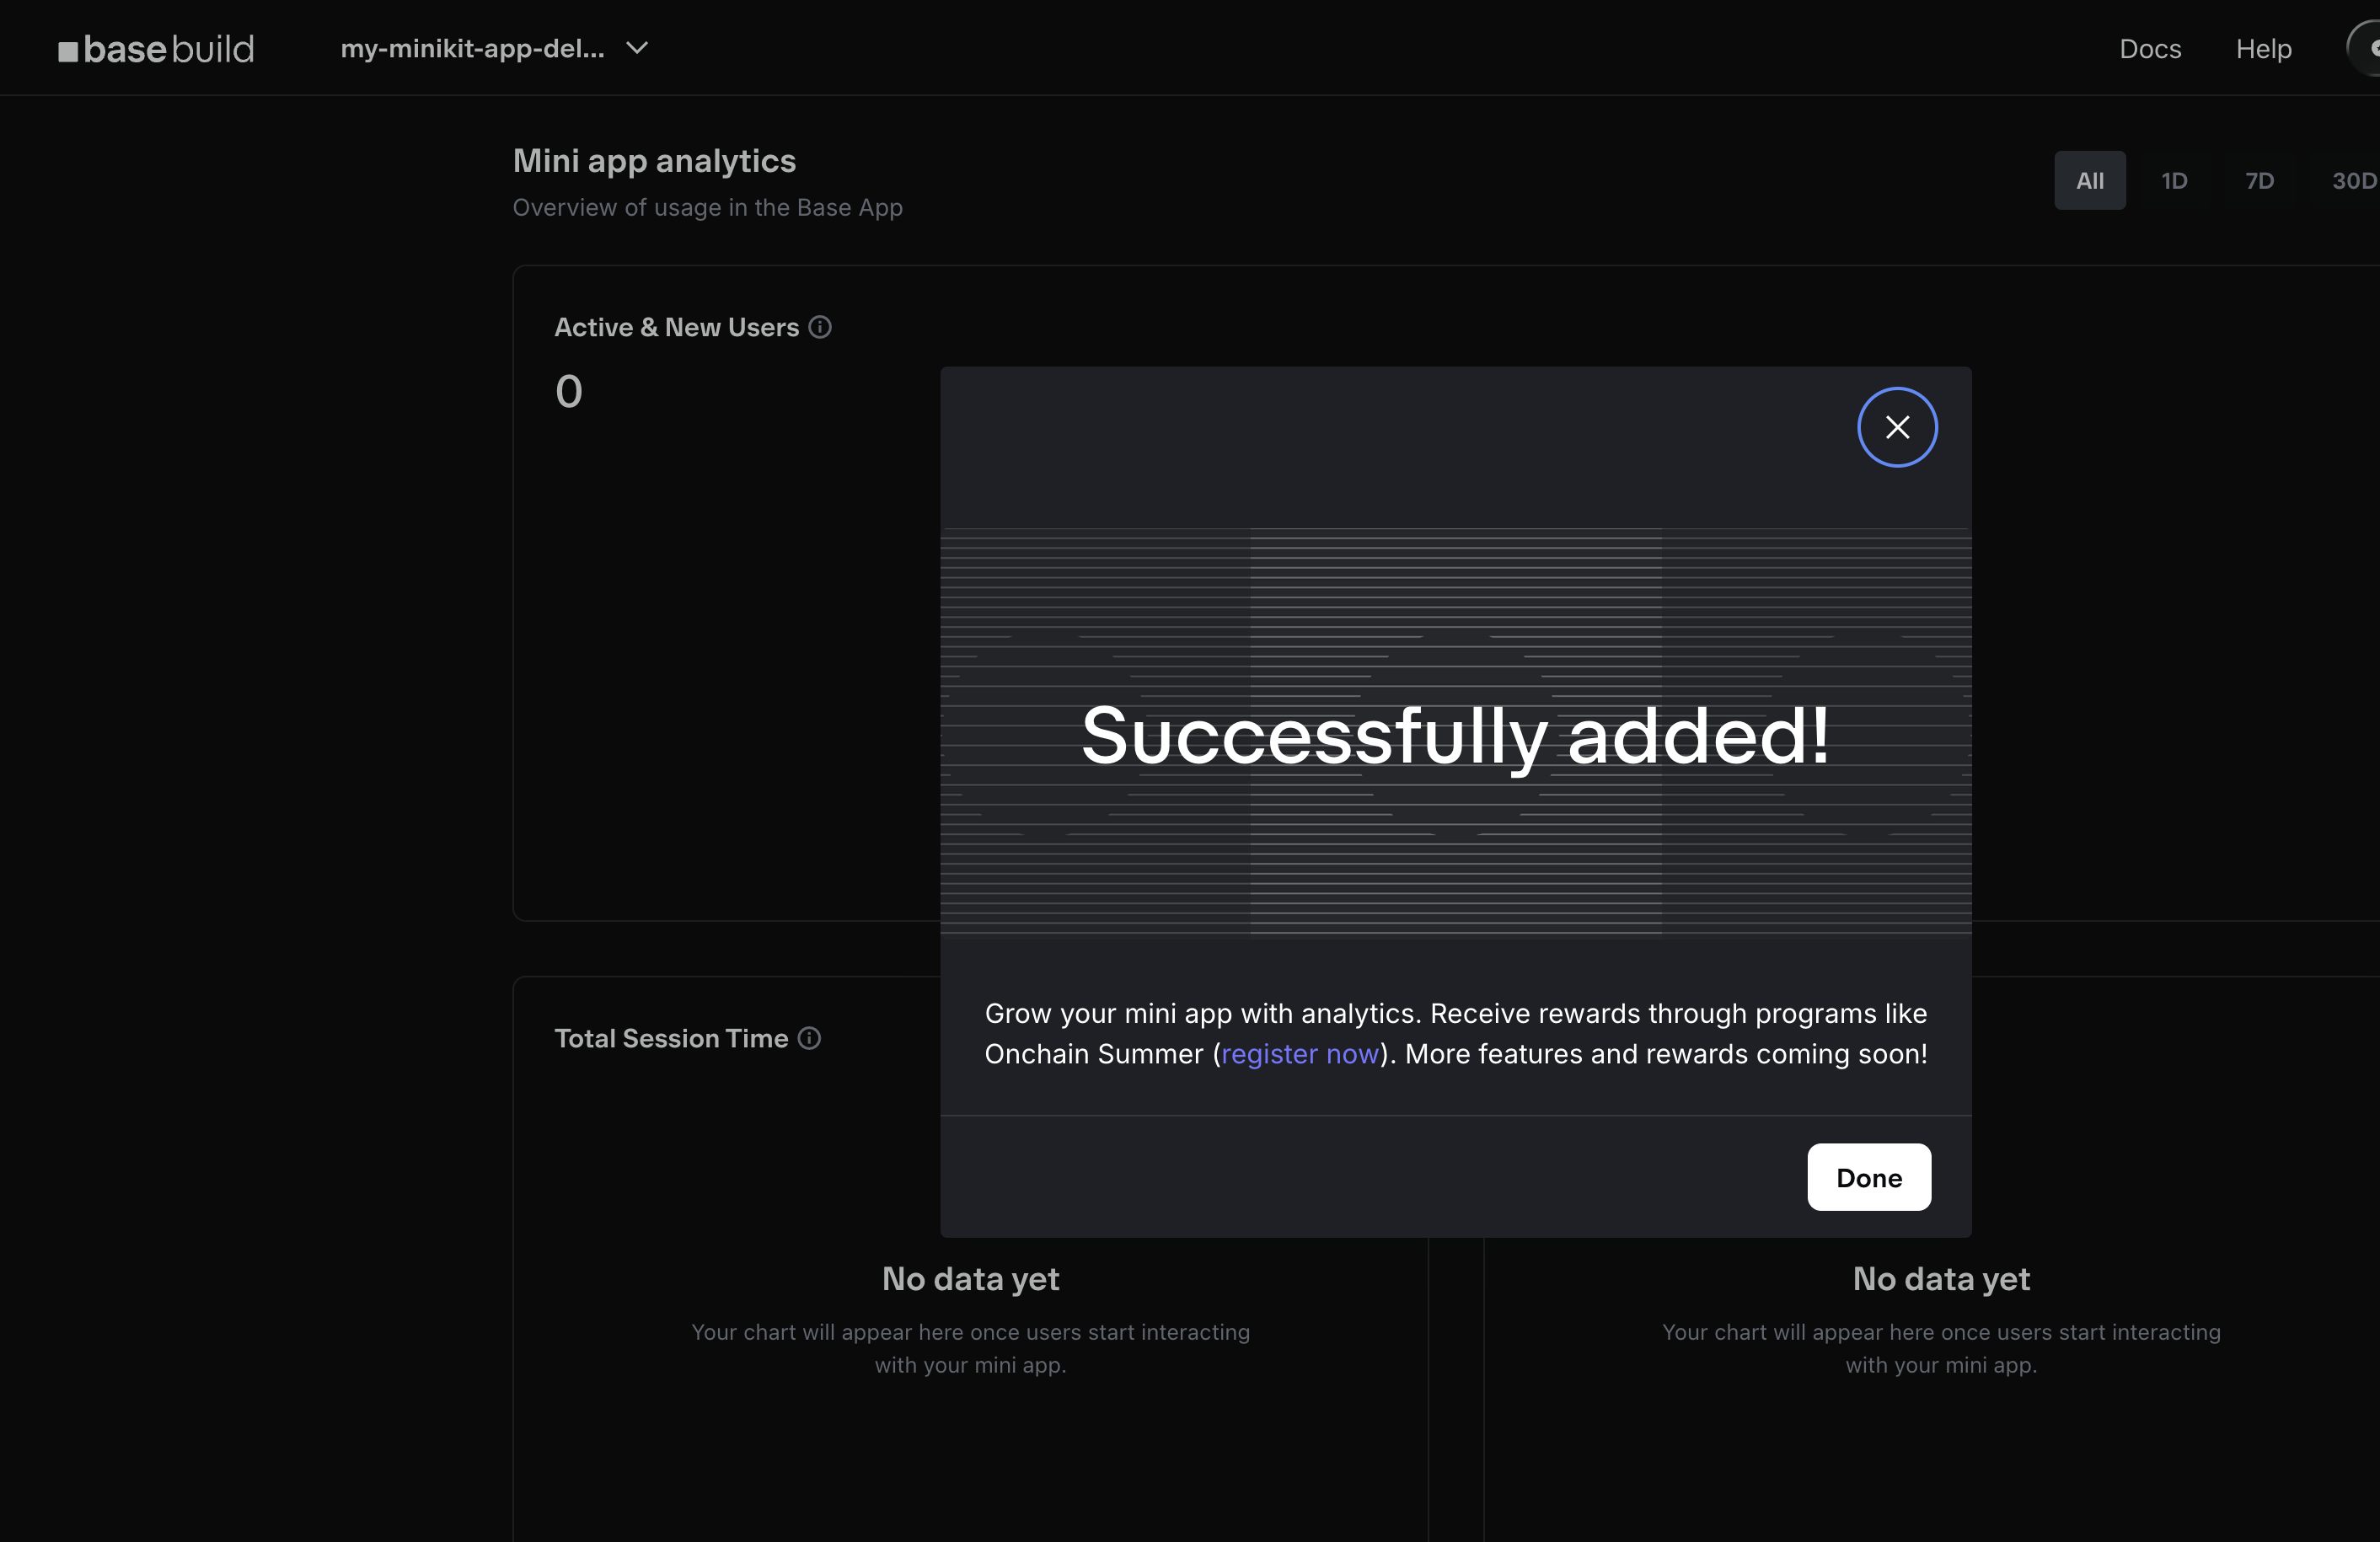 base build
my-minikit-app-del...
Docs
Help
Mini app analytics
Overview of usage in the Base App
All
1D
7D
30D
Active & New Users
0
Successfully added!
Grow your mini app with analytics. Receive rewards through programs like
Onchain Summer (register now). More features and rewards coming soon!
Done
Total Session Time
No data yet
Your chart will appear here once users start interacting
with your mini app.
No data yet
Your chart will appear here once users start interacting
with your mini app.